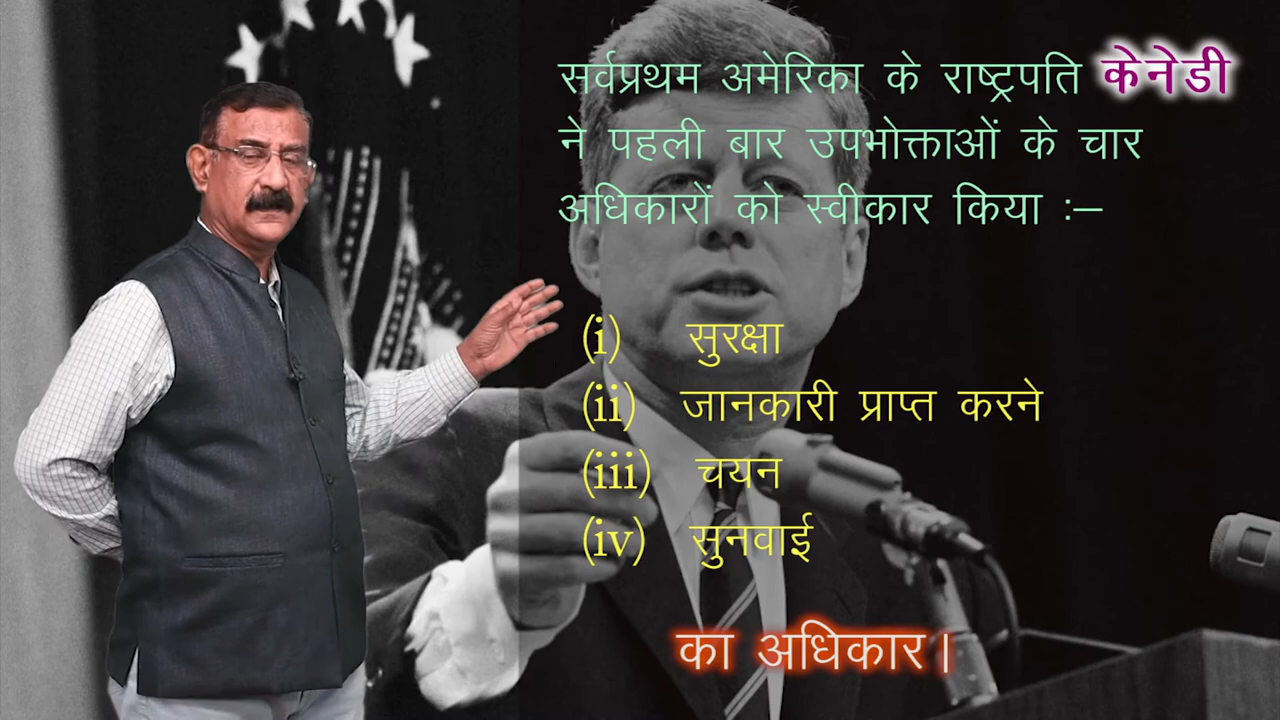 सर्वप्रथम अमेरिका के राष्ट्रपति केनेडी
ने पहली बार उपभोक्ताओं के चार
अधिकारों को स्वीकार किया :–
(i) सुरक्षा
(ii) जानकारी प्राप्त करने
(iii) चयन
(iv) सुनवाई
का अधिकार।